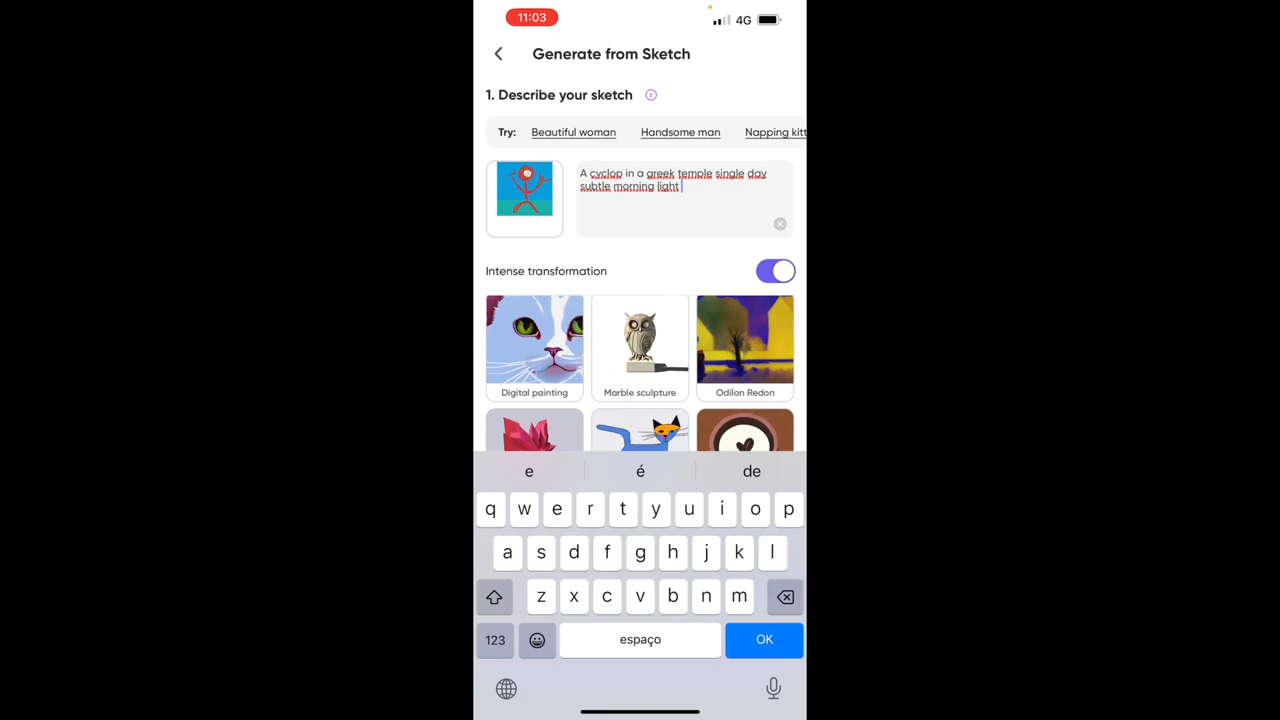 11:03
4G
Generate from Sketch
1. Describe your sketch
Try: Beautiful woman Handsome man Napping kitt
A cyclop in a greek temple single day
subtle morning light
Intense transformation
Digital painting Marble sculpture Odilon Redon
e é de
q w e r t y u i o p
a s d f g h j k l
z x c v b n m
123 espaço OK